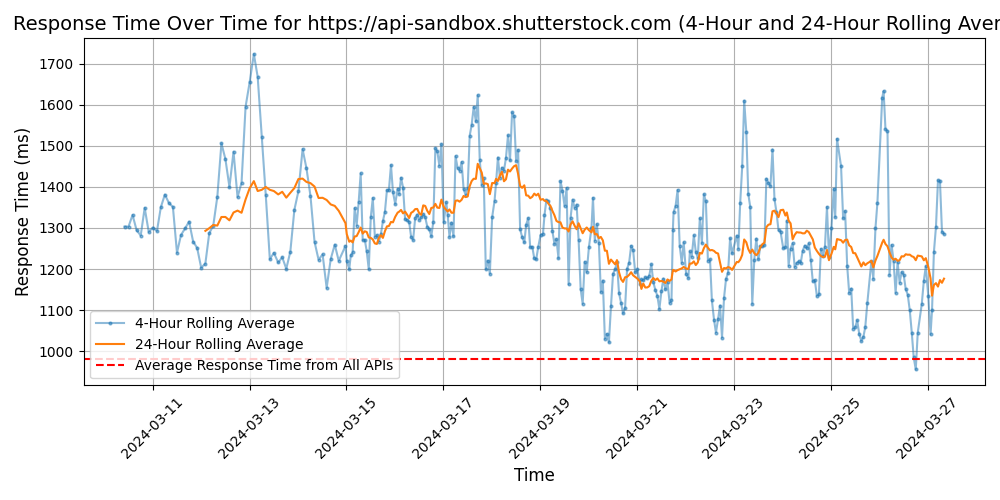 Response Time Over Time for https://api-sandbox.shutterstock.com (4-Hour and 24-Hour Rolling Aver
Response Time (ms)
1700
1600
1500
1400
1300
1200
1100
1000
4-Hour Rolling Average
24-Hour Rolling Average
Average Response Time from All APIs
2024-03-11
2024-03-13
2024-03-15
2024-03-17
2024-03-19
2024-03-21
2024-03-23
2024-03-25
2024-03-27
Time